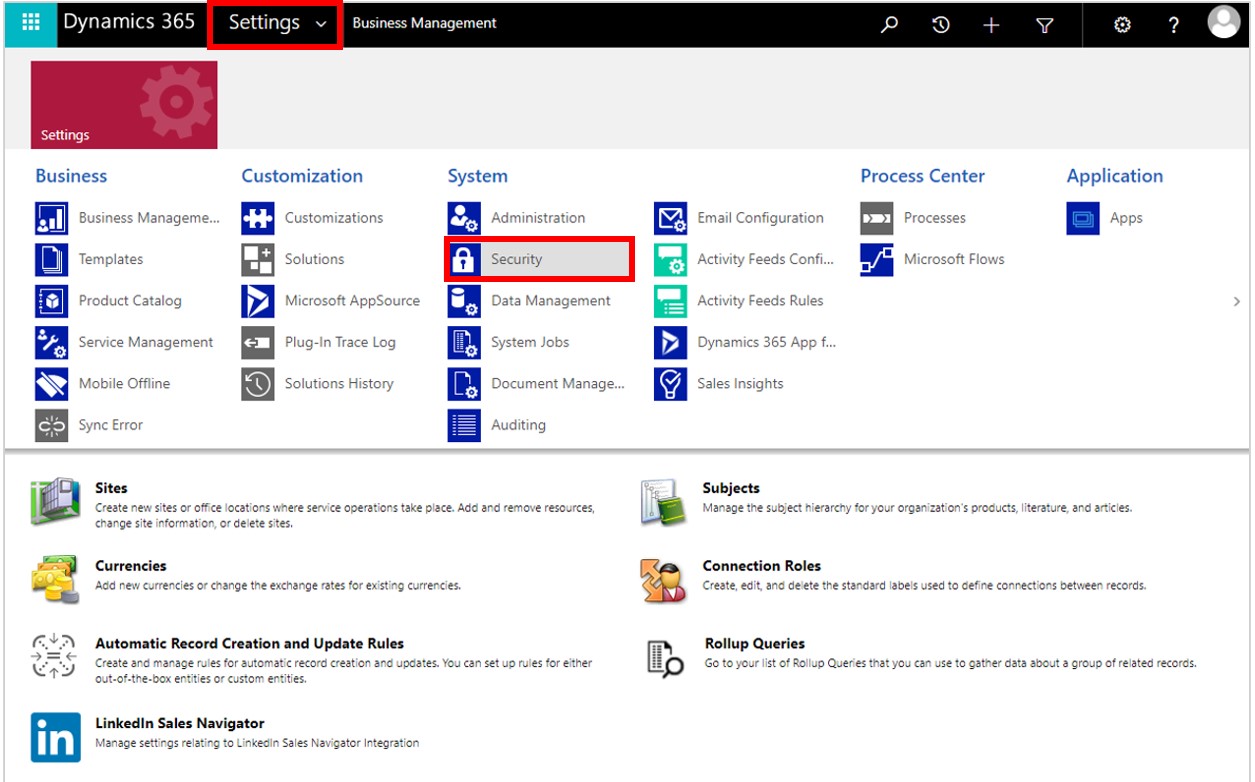 Dynamics 365 Settings Business Management
Settings
Business
Business Manageme...
Templates
Product Catalog
Service Management
Mobile Offline
Sync Error
Customization
Customizations
Solutions
Microsoft AppSource
Plug-In Trace Log
Solutions History
System
Administration
Security
Data Management
System Jobs
Document Manage...
Auditing
Email Configuration
Activity Feeds Confi...
Activity Feeds Rules
Dynamics 365 App f...
Sales Insights
Process Center
Processes
Microsoft Flows
Application
Apps
Sites
Create new sites or office locations where service operations take place. Add and remove resources,
change site information, or delete sites.
Subjects
Manage the subject hierarchy for your organization's products, literature, and articles.
Currencies
Add new currencies or change the exchange rates for existing currencies.
Connection Roles
Create, edit, and delete the standard labels used to define connections between records.
Automatic Record Creation and Update Rules
Create and manage rules for automatic record creation and updates. You can set up rules for either
out-of-the-box entities or custom entities.
Rollup Queries
Go to your list of Rollup Queries that you can use to gather data about a group of related records.
in
LinkedIn Sales Navigator
Manage settings relating to LinkedIn Sales Navigator Integration